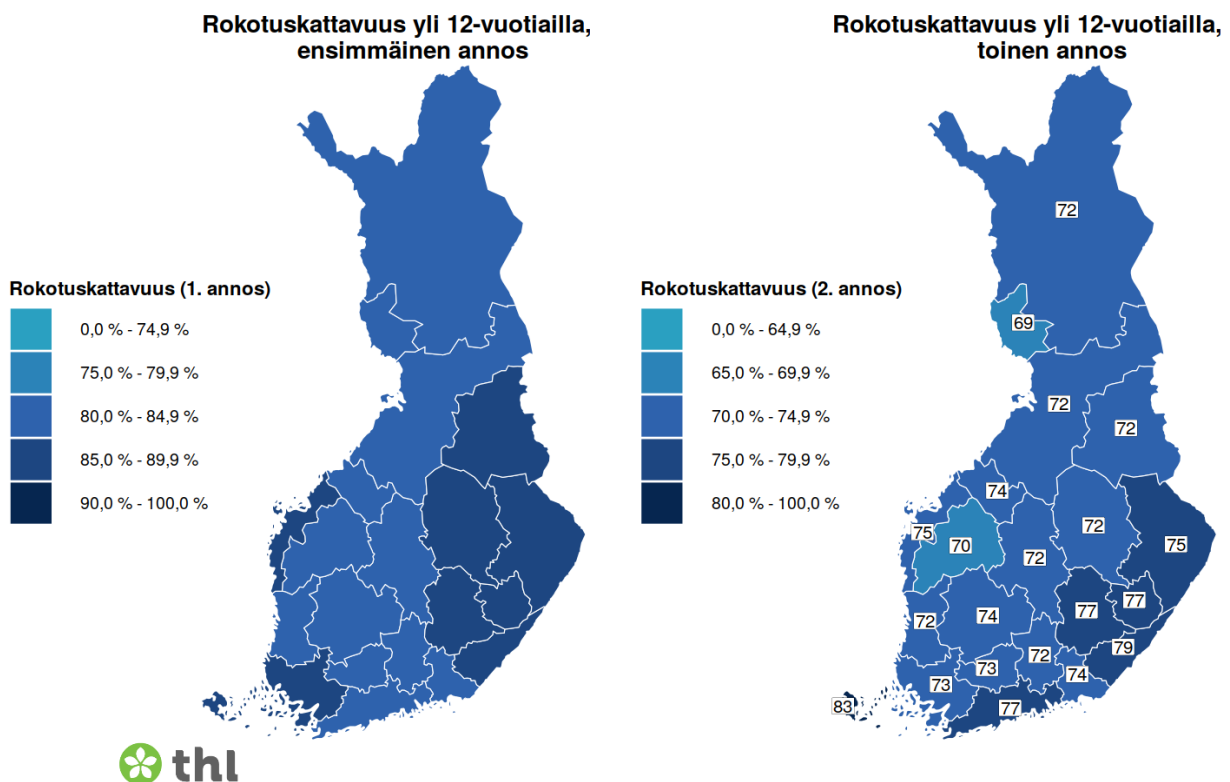 Rokotuskattavuus yli 12-vuotiailla,
ensimmäinen annos
Rokotuskattavuus (1. annos)
0,0 % - 74,9 %
75,0 % - 79,9 %
80,0 % - 84,9 %
85,0 % - 89,9 %
90,0 % - 100,0 %
thl
Rokotuskattavuus yli 12-vuotiailla,
toinen annos
Rokotuskattavuus (2. annos)
0,0 % - 64,9 %
65,0 % - 69,9 %
70,0 % - 74,9 %
75,0 % - 79,9 %
80,0 % - 100,0 %
72
69
72
72
74
75
70
72
72
75
72
74
77
77
79
73
73
72
74
83
77